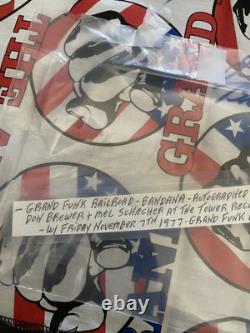 GRAND
- GRAND FUNK RAILROAD - BANDANA - AUTOGRAPHED
DON BREWER + MEL SCHACHER AT THE TOWER REC
- W/ FRIDAY NOVEMBER 7TH 1977 - GRAND FUNK